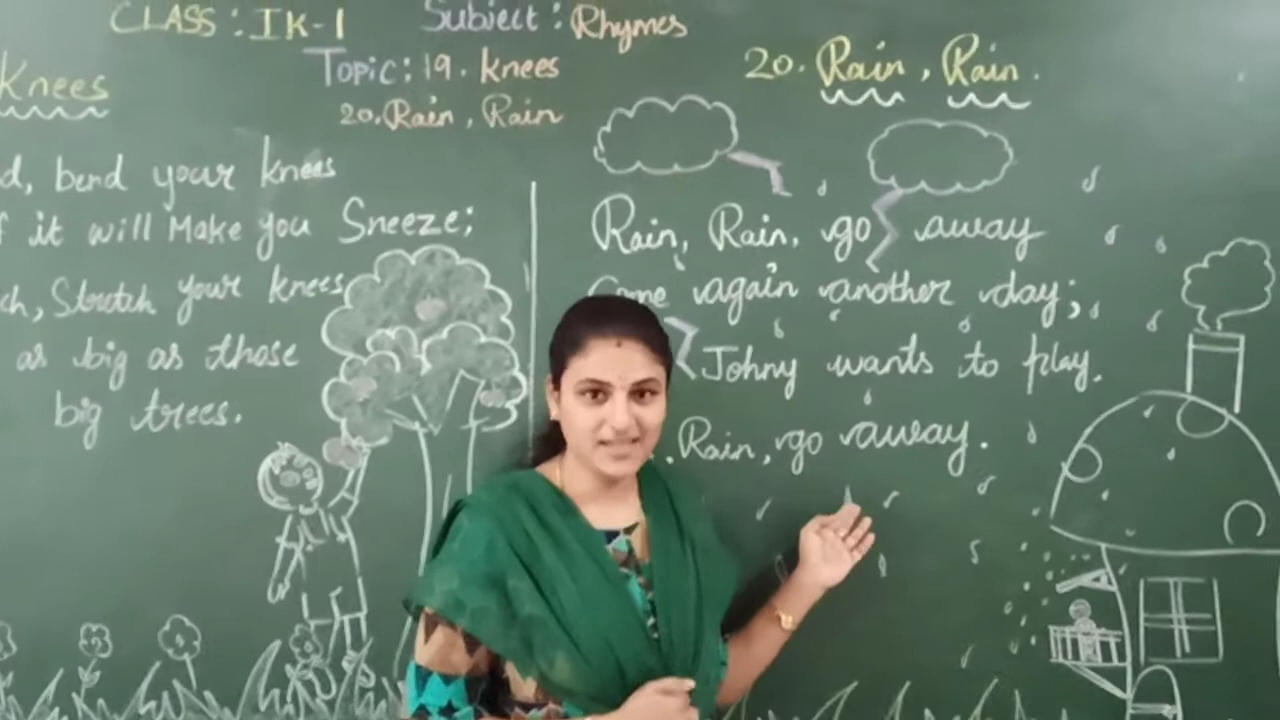 CLASS : IK-1 Subject : Rhymes
Topic: 19. Knees
20. Rain, Rain
Knees
bend your knees
it will Make you Sneeze;
Stretch your knees
as big as those
big trees.
20. Rain, Rain.
Rain, Rain, go away
again another day;
Johny wants to play.
Rain, go away.